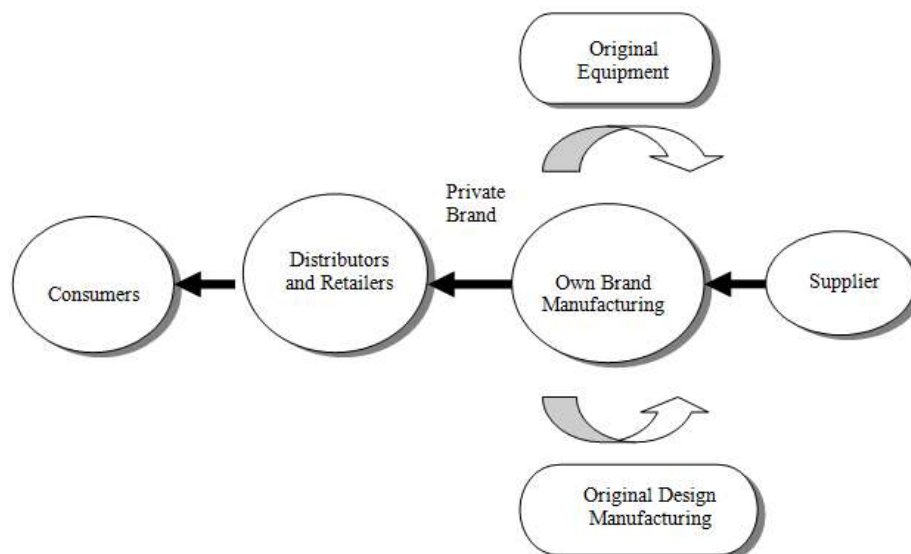 Original
Equipment
Private
Brand
Consumers
Distributors
and Retailers
Own Brand
Manufacturing
Supplier
Original Design
Manufacturing